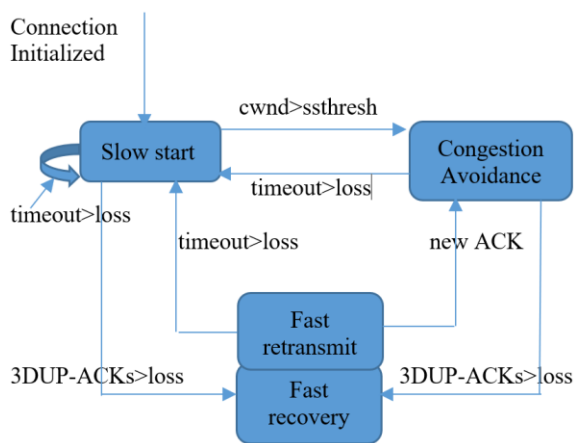 Connection
Initialized
cwnd>ssthresh
Slow start
Congestion
Avoidance
timeout>loss
timeout>loss
timeout>loss
new ACK
Fast
retransmit
3DUP-ACKs>loss
3DUP-ACKs>loss
Fast
recovery